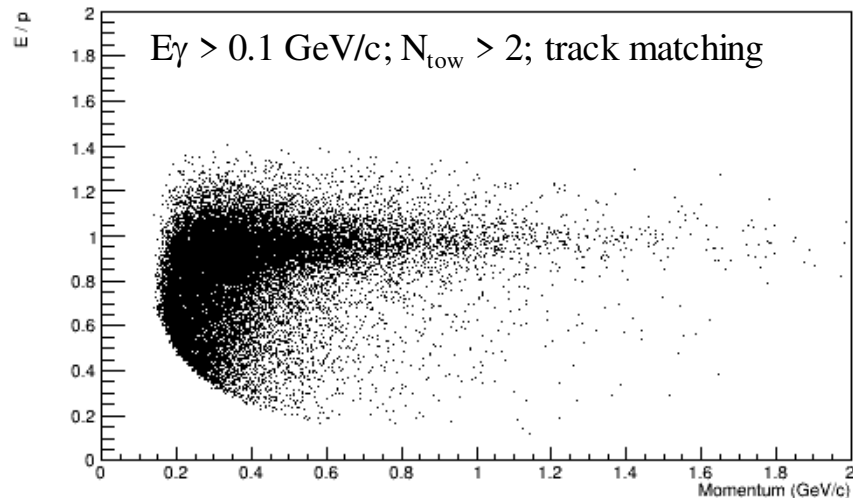 E / p
Eγ > 0.1 GeV/c; Ntow > 2; track matching
2
1.8
1.6
1.4
1.2
1
0.8
0.6
0.4
0.2
0
0 0.2 0.4 0.6 0.8 1 1.2 1.4 1.6 1.8 2
Momentum (GeV/c)